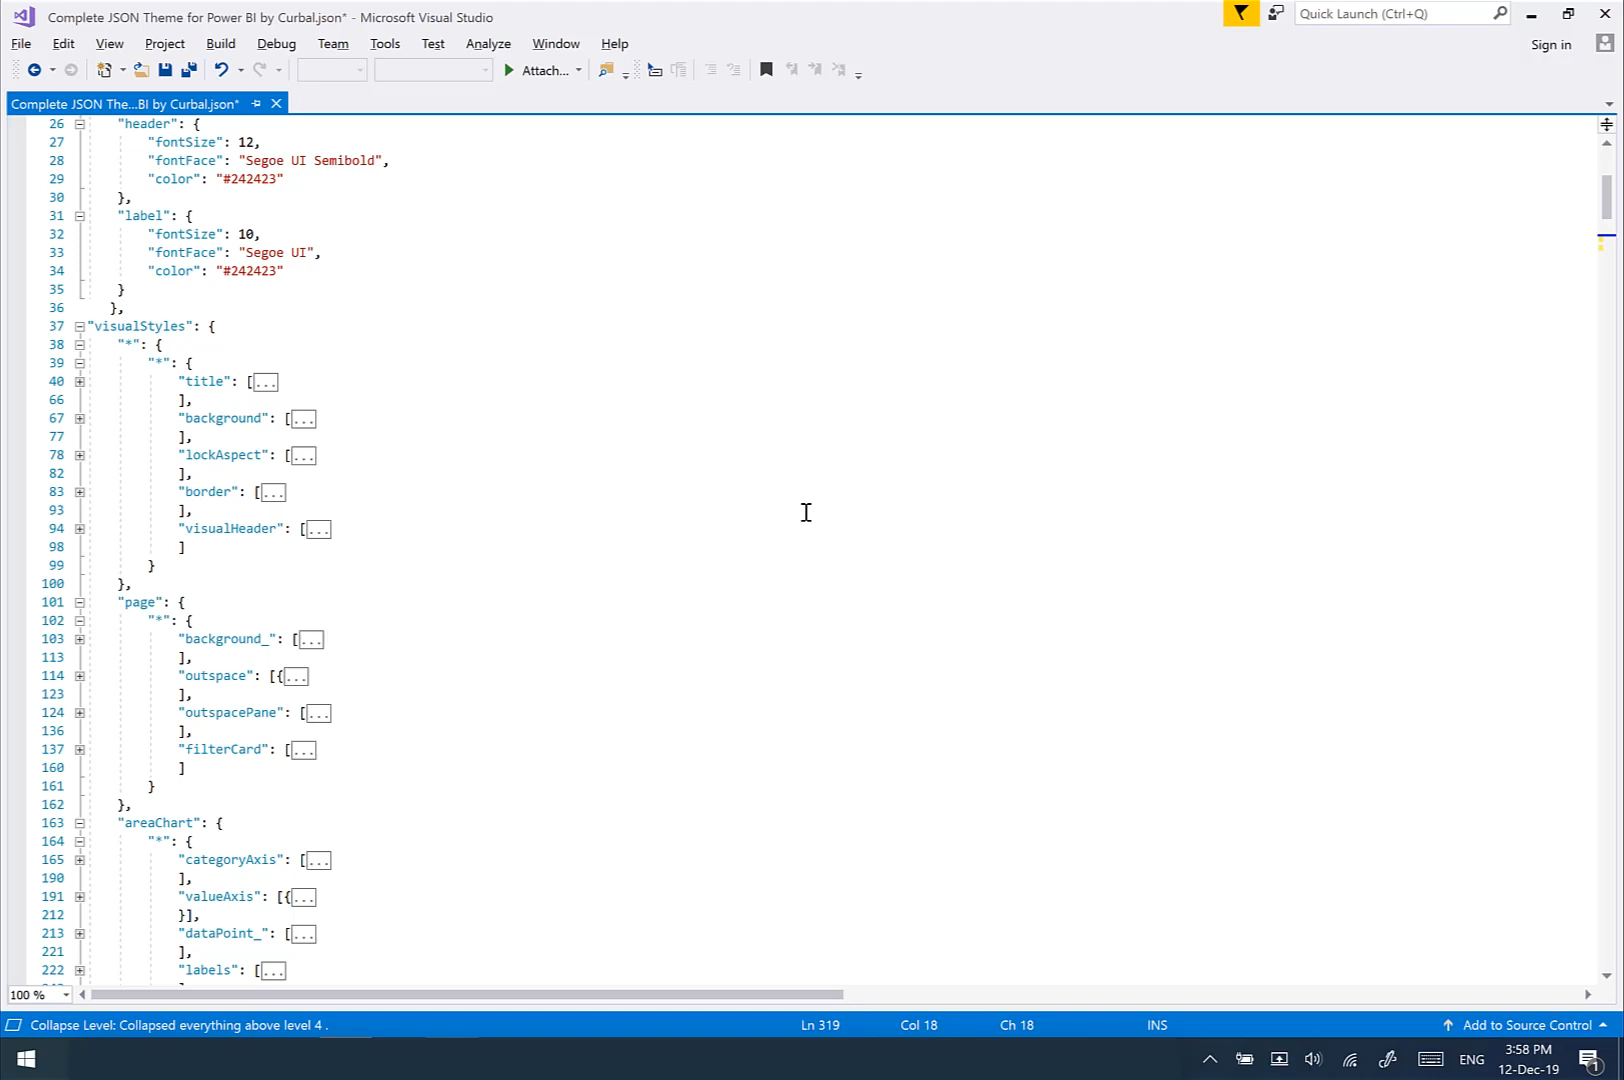 Complete JSON Theme for Power BI by Curbal.json* - Microsoft Visual Studio
Quick Launch (Ctrl+Q)
File Edit View Project Build Debug Team Tools Test Analyze Window Help
Sign in
Attach...
Complete JSON The...BI by Curbal.json*
26 "header": {
27 "fontSize": 12,
28 "fontFace": "Segoe UI Semibold",
29 "color": "#242423"
30 },
31 "label": {
32 "fontSize": 10,
33 "fontFace": "Segoe UI",
34 "color": "#242423"
35 }
36 },
37 "visualStyles": {
38 "*": {
39 "*": {
40 "title": [...
66 ],
67 "background": [...
77 ],
78 "lockAspect": [...
82 ],
83 "border": [...
93 ],
94 "visualHeader": [...
98 ]
99 }
100 },
101 "page": {
102 "*": {
103 "background_": [...
113 ],
114 "outspace": [{...
123 ],
124 "outspacePane": [...
136 ],
137 "filterCard": [...
160 ]
161 }
162 },
163 "areaChart": {
164 "*": {
165 "categoryAxis": [...
190 ],
191 "valueAxis": [{...
212 }],
213 "dataPoint_": [...
221 ],
222 "labels": [...
100 %
Collapse Level: Collapsed everything above level 4 . Ln 319 Col 18 Ch 18 INS Add to Source Control
ENG 3:58 PM
12-Dec-19 1